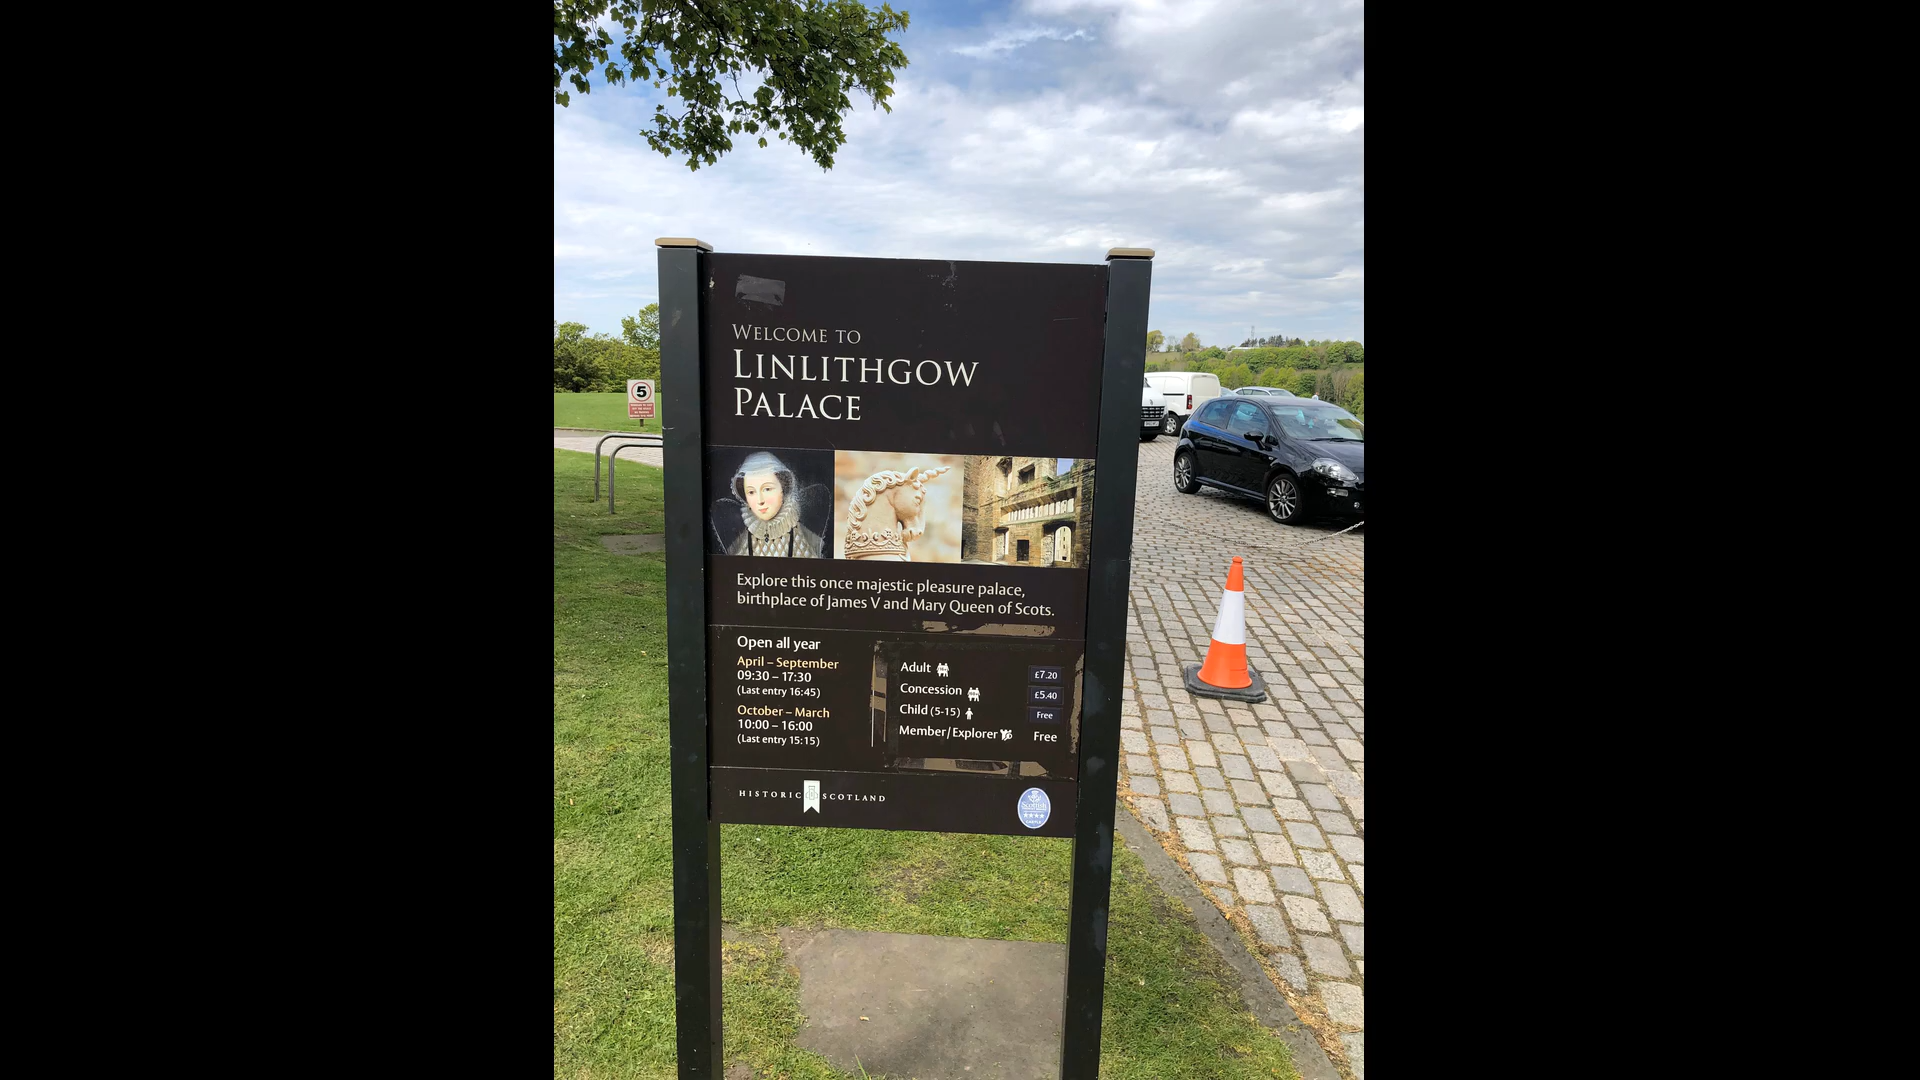 5
WELCOME TO
LINLITHGOW
PALACE
Explore this once majestic pleasure palace,
birthplace of James V and Mary Queen of Scots.
Open all year
April – September
09:30 – 17:30
(Last entry 16:45)
October – March
10:00 – 16:00
(Last entry 15:15)
Adult £7.20
Concession £5.40
Child (5-15) Free
Member/Explorer Free
HISTORIC SCOTLAND
Scottish